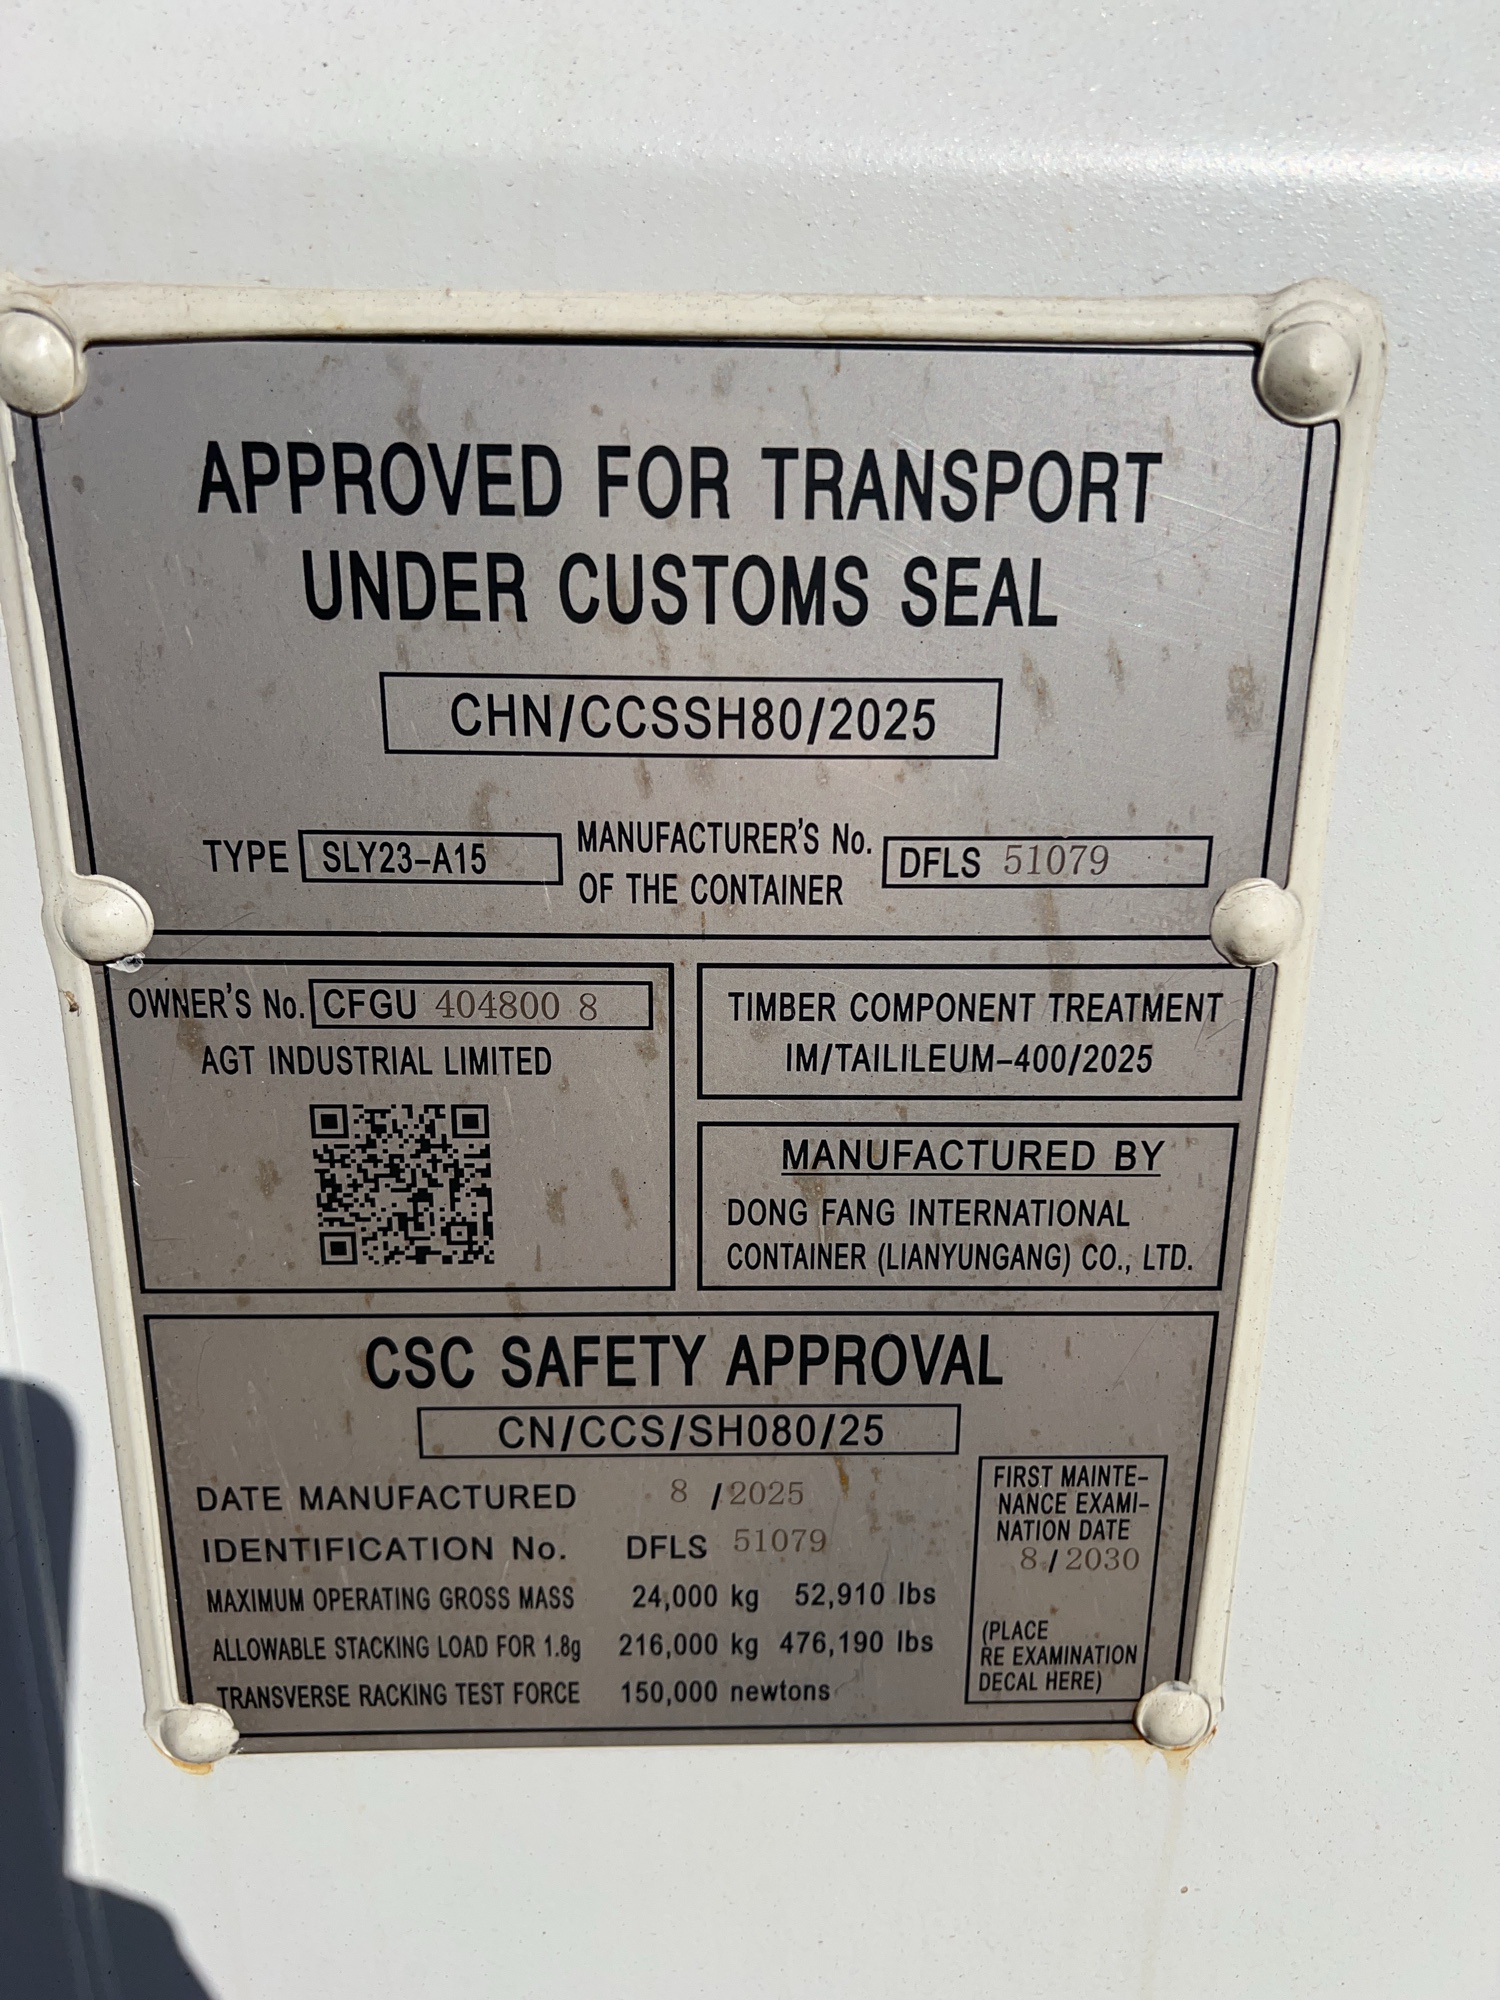 APPROVED FOR TRANSPORT
UNDER CUSTOMS SEAL
CHN/CCSSH80/2025
TYPE SLY23-A15
MANUFACTURER'S No.
OF THE CONTAINER
DFLS 51079
OWNER'S No. CFGU 404800 8
AGT INDUSTRIAL LIMITED
TIMBER COMPONENT TREATMENT
IM/TAILILEUM-400/2025
MANUFACTURED BY
DONG FANG INTERNATIONAL
CONTAINER (LIANYUNGANG) CO., LTD.
CSC SAFETY APPROVAL
CN/CCS/SH080/25
DATE MANUFACTURED 8 / 2025
IDENTIFICATION No. DFLS 51079
MAXIMUM OPERATING GROSS MASS 24,000 kg 52,910 lbs
ALLOWABLE STACKING LOAD FOR 1.8g 216,000 kg 476,190 lbs
TRANSVERSE RACKING TEST FORCE 150,000 newtons
FIRST MAINTE-
NANCE EXAMI-
NATION DATE
8 / 2030
(PLACE
RE EXAMINATION
DECAL HERE)